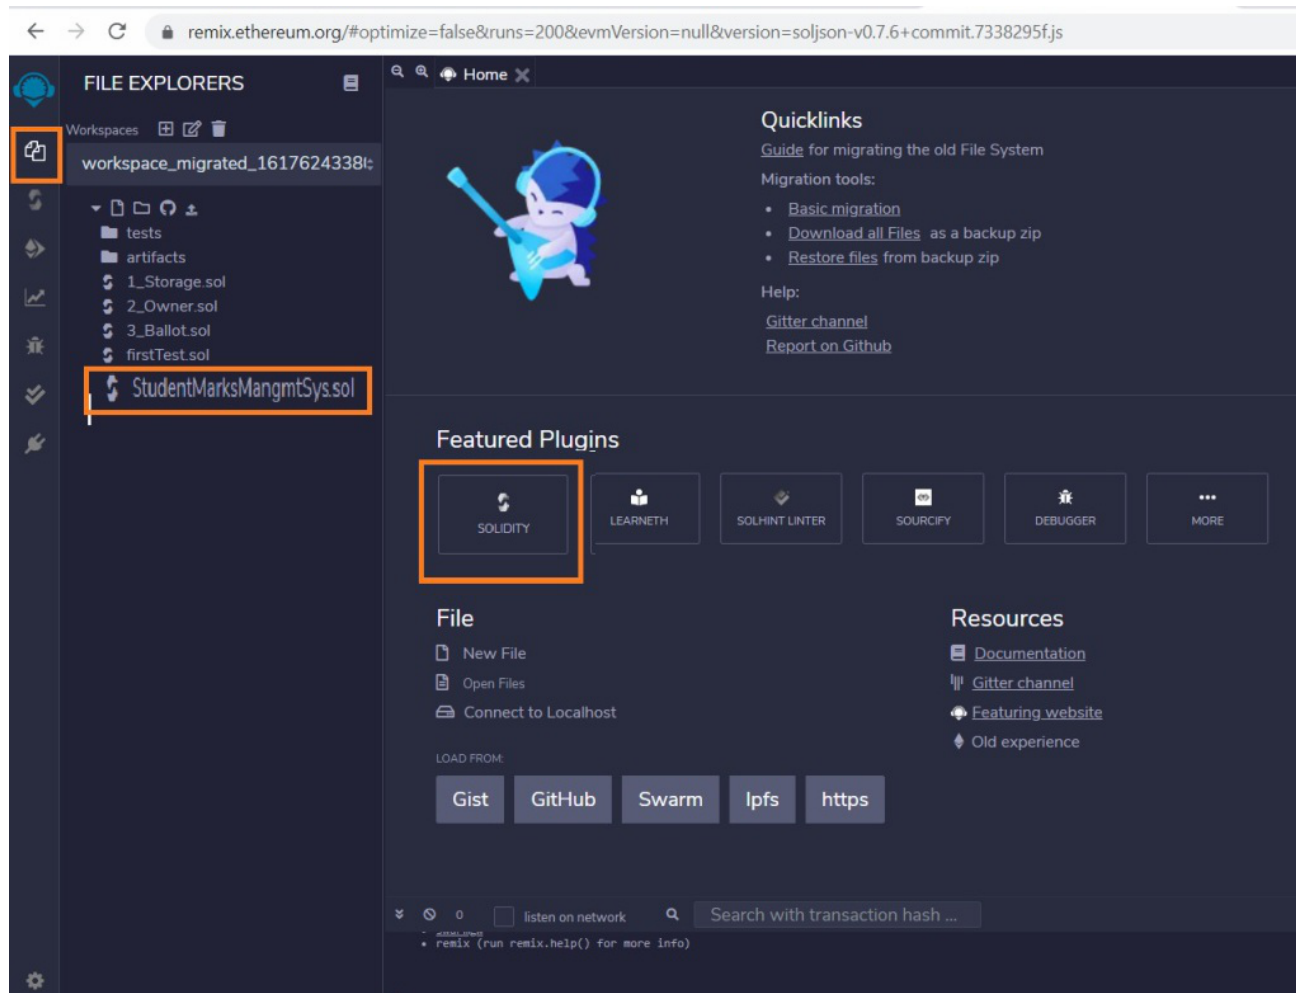 remix.ethereum.org/#optimize=false&runs=200&evmVersion=null&version=soljson-v0.7.6+commit.7338295f.js
FILE EXPLORERS
Workspaces
workspace_migrated_1617624338
tests
artifacts
1_Storage.sol
2_Owner.sol
3_Ballot.sol
firstTest.sol
StudentMarksMangmtSys.sol
Home
Quicklinks
Guide for migrating the old File System
Migration tools:
• Basic migration
• Download all Files as a backup zip
• Restore files from backup zip
Help:
Gitter channel
Report on Github
Featured Plugins
SOLIDITY
LEARNETH
SOLHINT LINTER
SOURCIFY
DEBUGGER
MORE
File
New File
Open Files
Connect to Localhost
LOAD FROM:
Gist GitHub Swarm Ipfs https
Resources
Documentation
Gitter channel
Featuring website
Old experience
0 listen on network Search with transaction hash ...
• remix (run remix.help() for more info)